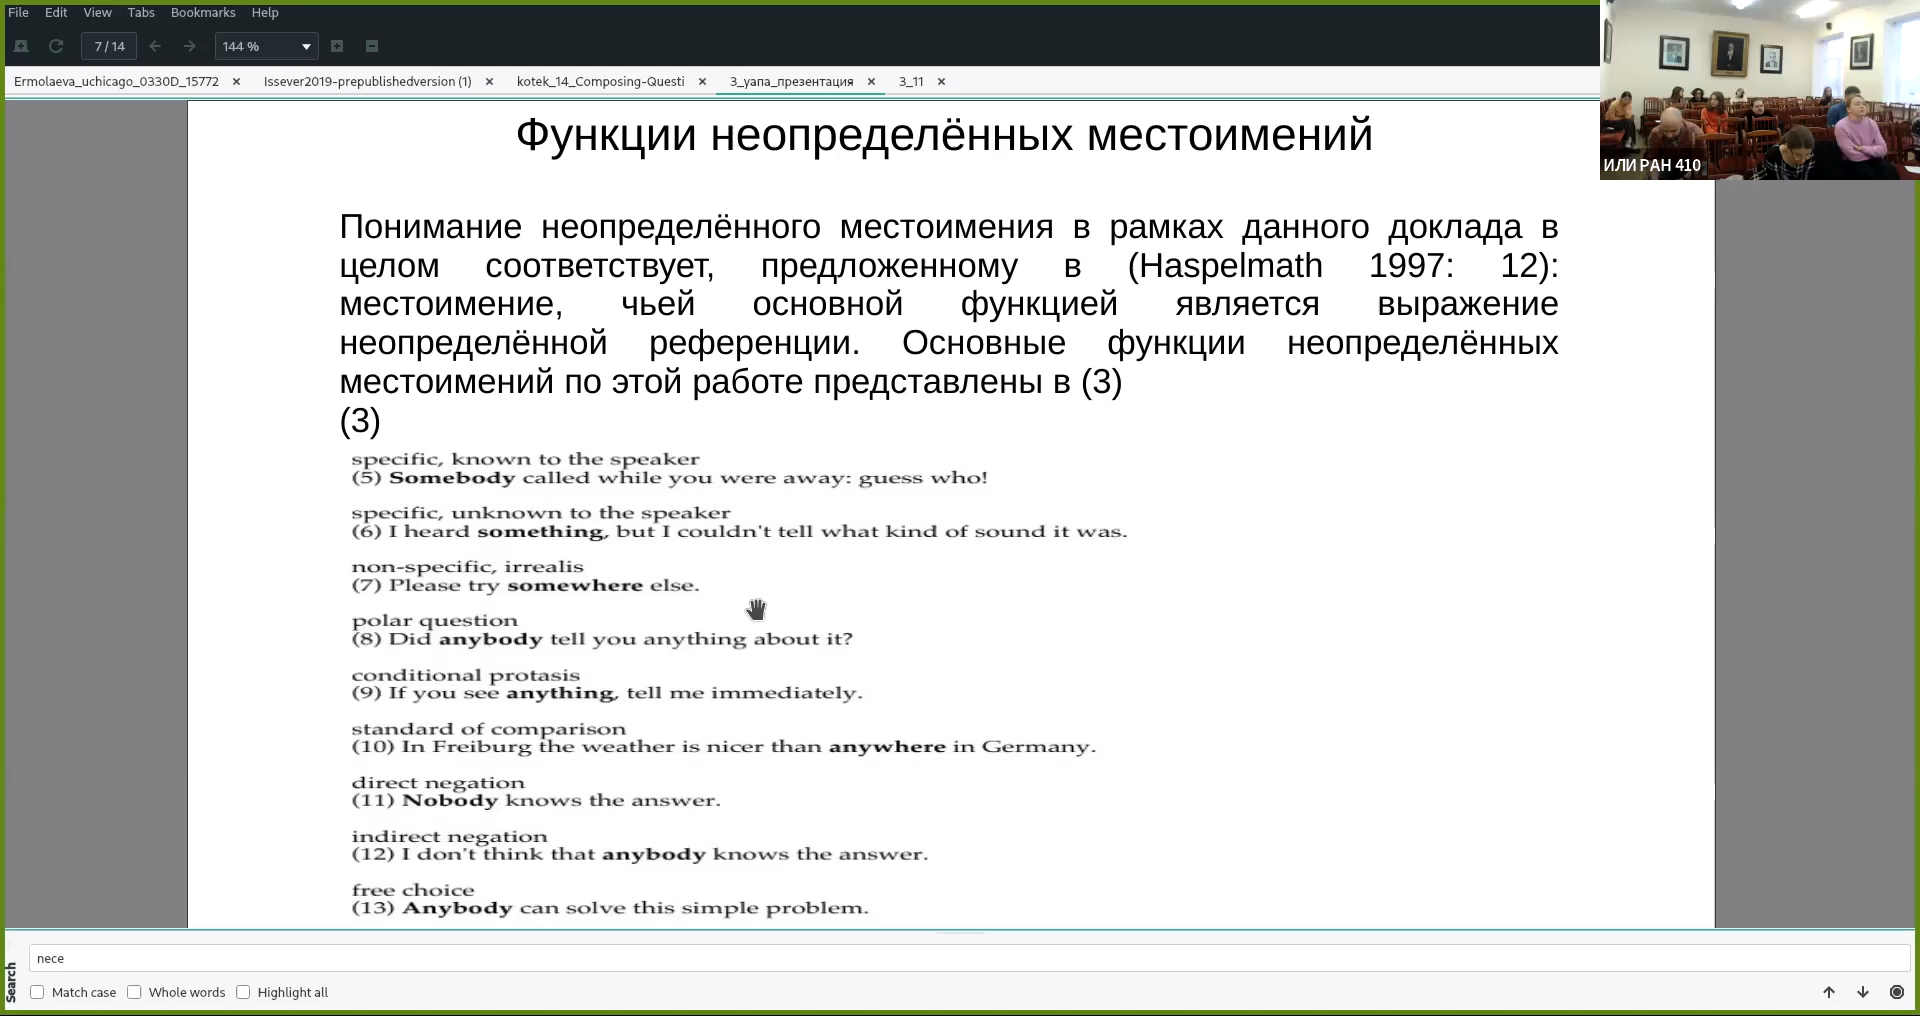 File Edit View Tabs Bookmarks Help
7 / 14 144 %
Ermolaeva_uchicago_0330D_15772 Issever2019-prepublishedversion (1) kotek_14_Composing-Questi 3_уапа_презентация 3_11
ИЛИ РАН 410
Функции неопределённых местоимений
Понимание неопределённого местоимения в рамках данного доклада в
целом соответствует, предложенному в (Haspelmath 1997: 12):
местоимение, чьей основной функцией является выражение
неопределённой референции. Основные функции неопределённых
местоимений по этой работе представлены в (3)
(3)
specific, known to the speaker
(5) Somebody called while you were away: guess who!
specific, unknown to the speaker
(6) I heard something, but I couldn't tell what kind of sound it was.
non-specific, irrealis
(7) Please try somewhere else.
polar question
(8) Did anybody tell you anything about it?
conditional protasis
(9) If you see anything, tell me immediately.
standard of comparison
(10) In Freiburg the weather is nicer than anywhere in Germany.
direct negation
(11) Nobody knows the answer.
indirect negation
(12) I don't think that anybody knows the answer.
free choice
(13) Anybody can solve this simple problem.
Search
nece
Match case Whole words Highlight all